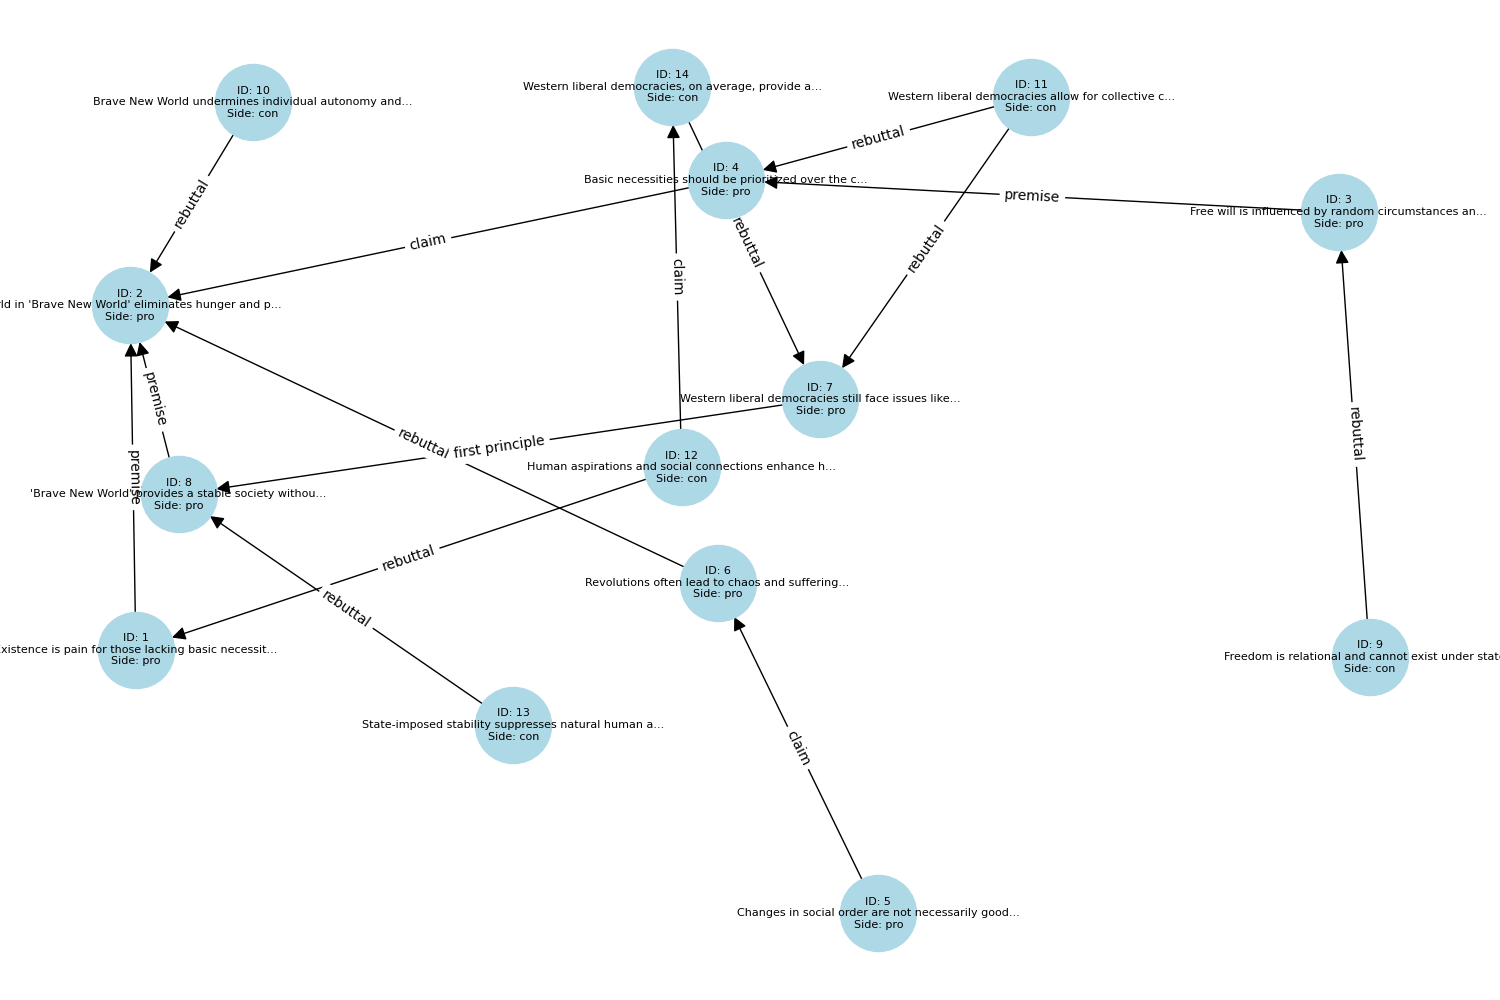 ID: 14
Western liberal democracies, on average, provide a...
Side: con
ID: 10
Brave New World undermines individual autonomy and...
Side: con
ID: 11
Western liberal democracies allow for collective c...
Side: con
rebuttal
ID: 4
Basic necessities should be prioritized over the c...
Side: pro
premise
rebuttal
ID: 3
Free will is influenced by random circumstances an...
Side: pro
claim
rebuttal
rebuttal
claim
ID: 2
ld in 'Brave New World' eliminates hunger and p...
Side: pro
premise
ID: 7
Western liberal democracies still face issues like...
Side: pro
rebuttal
first principle
rebuttal
ID: 12
Human aspirations and social connections enhance h...
Side: con
premise
ID: 8
'Brave New World' provides a stable society withou...
Side: pro
rebuttal
ID: 6
Revolutions often lead to chaos and suffering...
Side: pro
rebuttal
ID: 1
xistence is pain for those lacking basic necessit...
Side: pro
ID: 9
Freedom is relational and cannot exist under state
Side: con
ID: 13
State-imposed stability suppresses natural human a...
Side: con
claim
ID: 5
Changes in social order are not necessarily good...
Side: pro